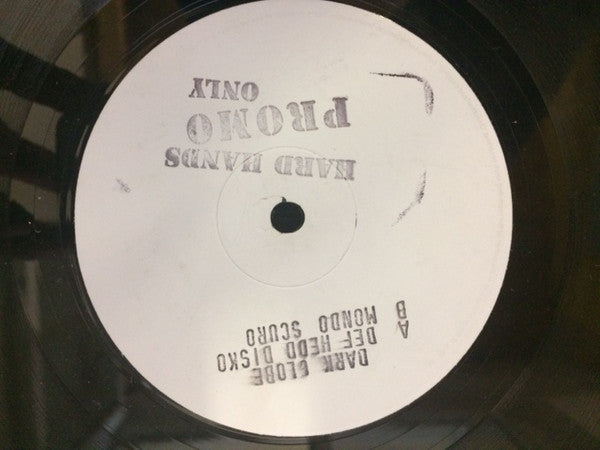 DARK GLOBE
A DEF HEDD DISKO
B MONDO SCURO
HARD HANDS
PROMO
ONLY